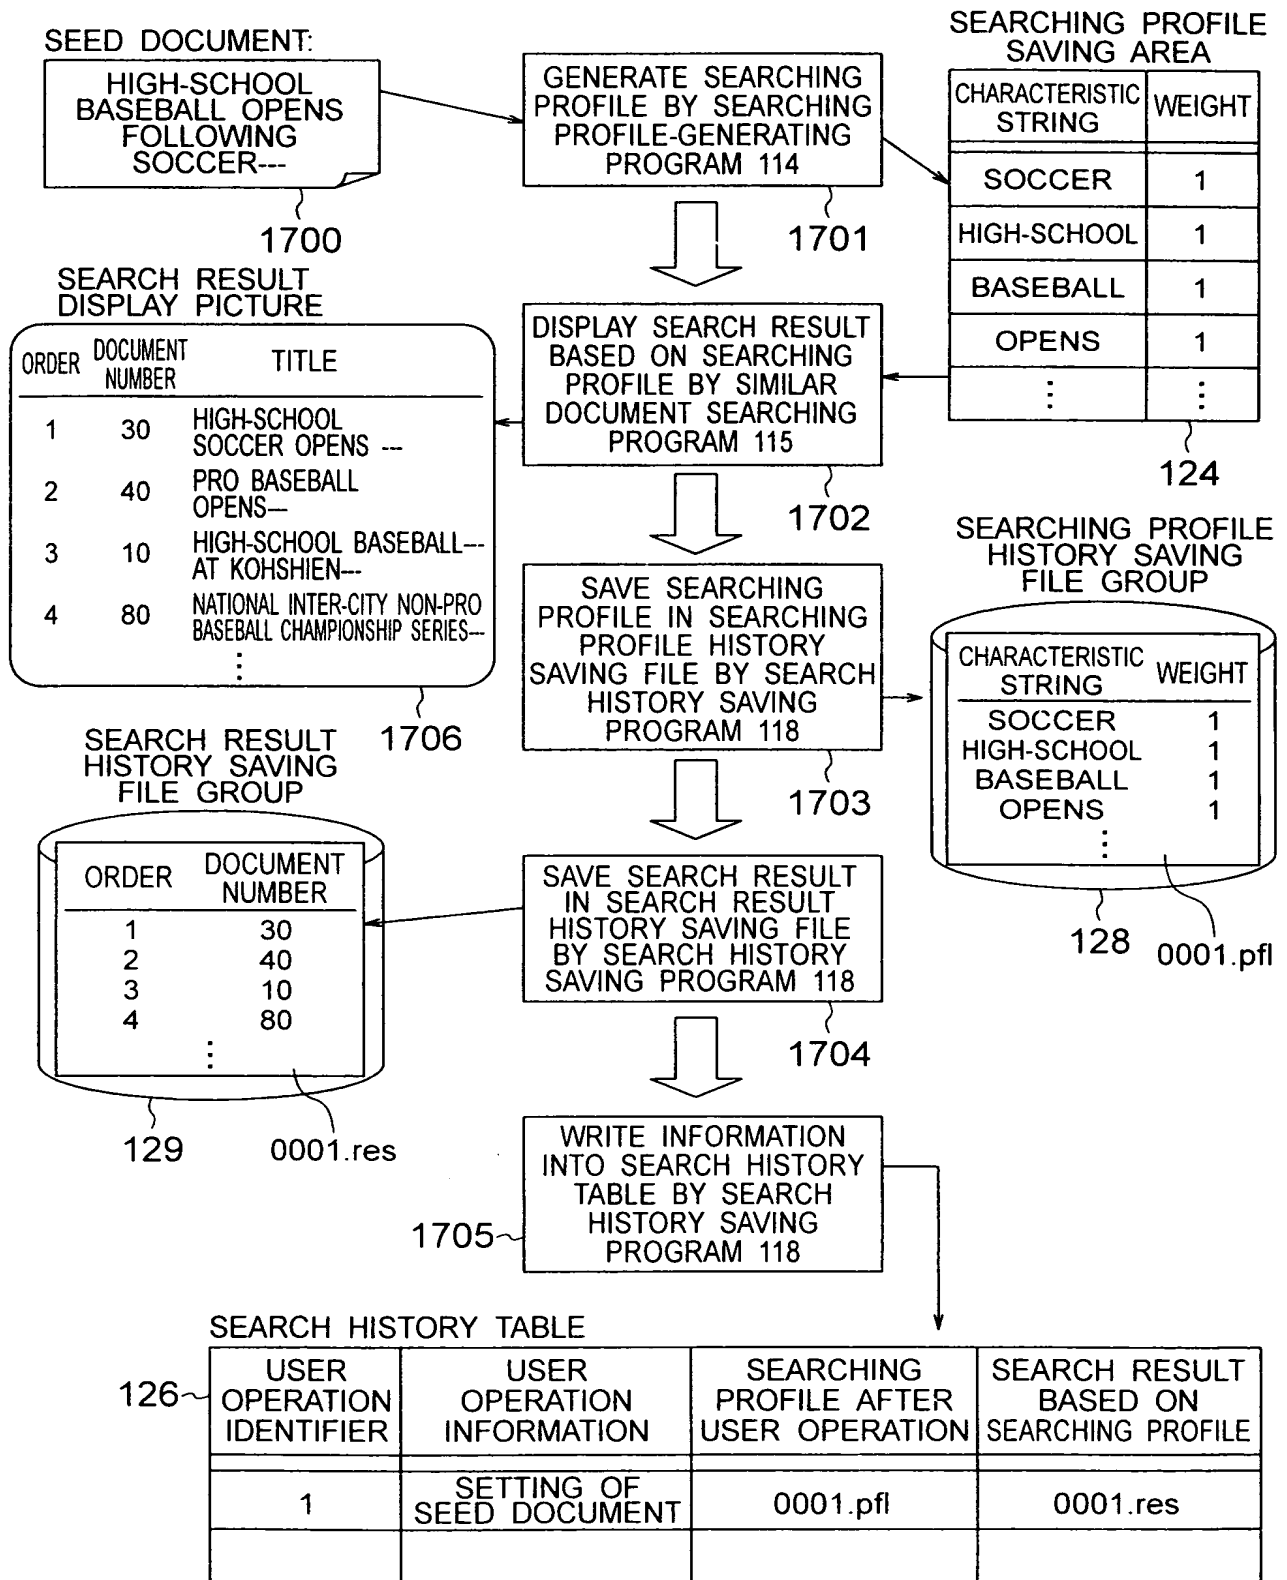 SEED DOCUMENT:
HIGH-SCHOOL
BASEBALL OPENS
FOLLOWING
SOCCER---
1700
GENERATE SEARCHING
PROFILE BY SEARCHING
PROFILE-GENERATING
PROGRAM 114
1701
SEARCHING PROFILE
SAVING AREA
CHARACTERISTIC
STRING
WEIGHT
SOCCER 1
HIGH-SCHOOL 1
BASEBALL 1
OPENS 1
⋮ ⋮
124
SEARCH RESULT
DISPLAY PICTURE
ORDER
DOCUMENT
NUMBER
TITLE
1 30 HIGH-SCHOOL
SOCCER OPENS ---
2 40 PRO BASEBALL
OPENS---
3 10 HIGH-SCHOOL BASEBALL---
AT KOHSHIEN---
4 80 NATIONAL INTER-CITY NON-PRO
BASEBALL CHAMPIONSHIP SERIES---
⋮
1706
DISPLAY SEARCH RESULT
BASED ON SEARCHING
PROFILE BY SIMILAR
DOCUMENT SEARCHING
PROGRAM 115
1702
SAVE SEARCHING
PROFILE IN SEARCHING
PROFILE HISTORY
SAVING FILE BY SEARCH
HISTORY SAVING
PROGRAM 118
1703
SEARCHING PROFILE
HISTORY SAVING
FILE GROUP
CHARACTERISTIC
STRING
WEIGHT
SOCCER 1
HIGH-SCHOOL 1
BASEBALL 1
OPENS 1
⋮
128
0001.pfl
SEARCH RESULT
HISTORY SAVING
FILE GROUP
ORDER
DOCUMENT
NUMBER
1 30
2 40
3 10
4 80
⋮
129
0001.res
SAVE SEARCH RESULT
IN SEARCH RESULT
HISTORY SAVING FILE
BY SEARCH HISTORY
SAVING PROGRAM 118
1704
WRITE INFORMATION
INTO SEARCH HISTORY
TABLE BY SEARCH
HISTORY SAVING
PROGRAM 118
1705
SEARCH HISTORY TABLE
126
USER
OPERATION
IDENTIFIER
USER
OPERATION
INFORMATION
SEARCHING
PROFILE AFTER
USER OPERATION
SEARCH RESULT
BASED ON
SEARCHING PROFILE
1
SETTING OF
SEED DOCUMENT
0001.pfl
0001.res